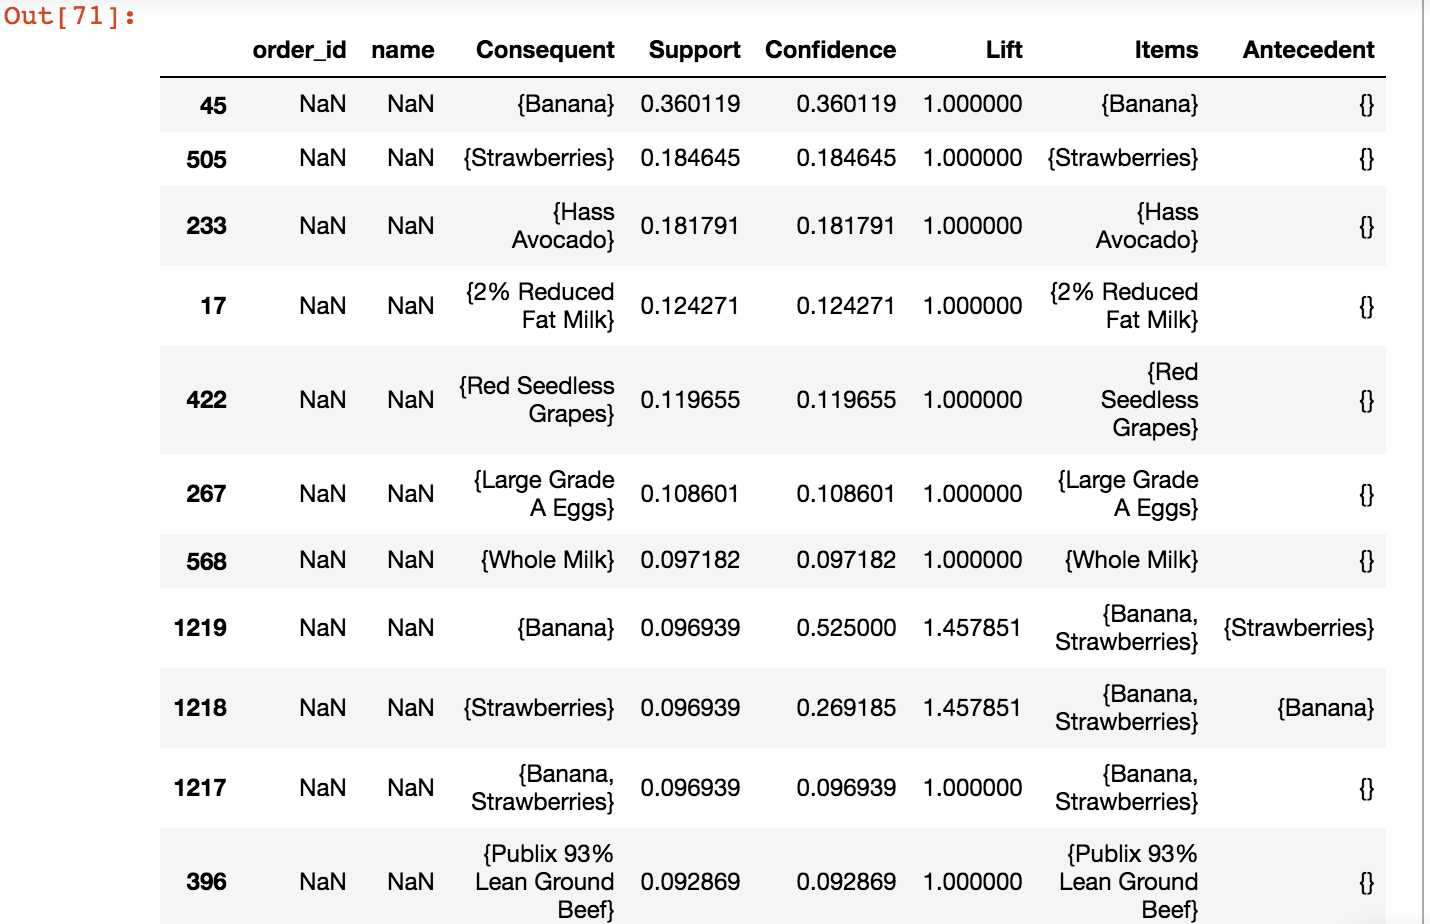 Out[71]:
order_id name Consequent Support Confidence Lift Items Antecedent
45 NaN NaN {Banana} 0.360119 0.360119 1.000000 {Banana} {}
505 NaN NaN {Strawberries} 0.184645 0.184645 1.000000 {Strawberries} {}
233 NaN NaN {Hass Avocado} 0.181791 0.181791 1.000000 {Hass Avocado} {}
17 NaN NaN {2% Reduced Fat Milk} 0.124271 0.124271 1.000000 {2% Reduced Fat Milk} {}
422 NaN NaN {Red Seedless Grapes} 0.119655 0.119655 1.000000 {Red Seedless Grapes} {}
267 NaN NaN {Large Grade A Eggs} 0.108601 0.108601 1.000000 {Large Grade A Eggs} {}
568 NaN NaN {Whole Milk} 0.097182 0.097182 1.000000 {Whole Milk} {}
1219 NaN NaN {Banana} 0.096939 0.525000 1.457851 {Banana, Strawberries} {Strawberries}
1218 NaN NaN {Strawberries} 0.096939 0.269185 1.457851 {Banana, Strawberries} {Banana}
1217 NaN NaN {Banana, Strawberries} 0.096939 0.096939 1.000000 {Banana, Strawberries} {}
396 NaN NaN {Publix 93% Lean Ground Beef} 0.092869 0.092869 1.000000 {Publix 93% Lean Ground Beef} {}